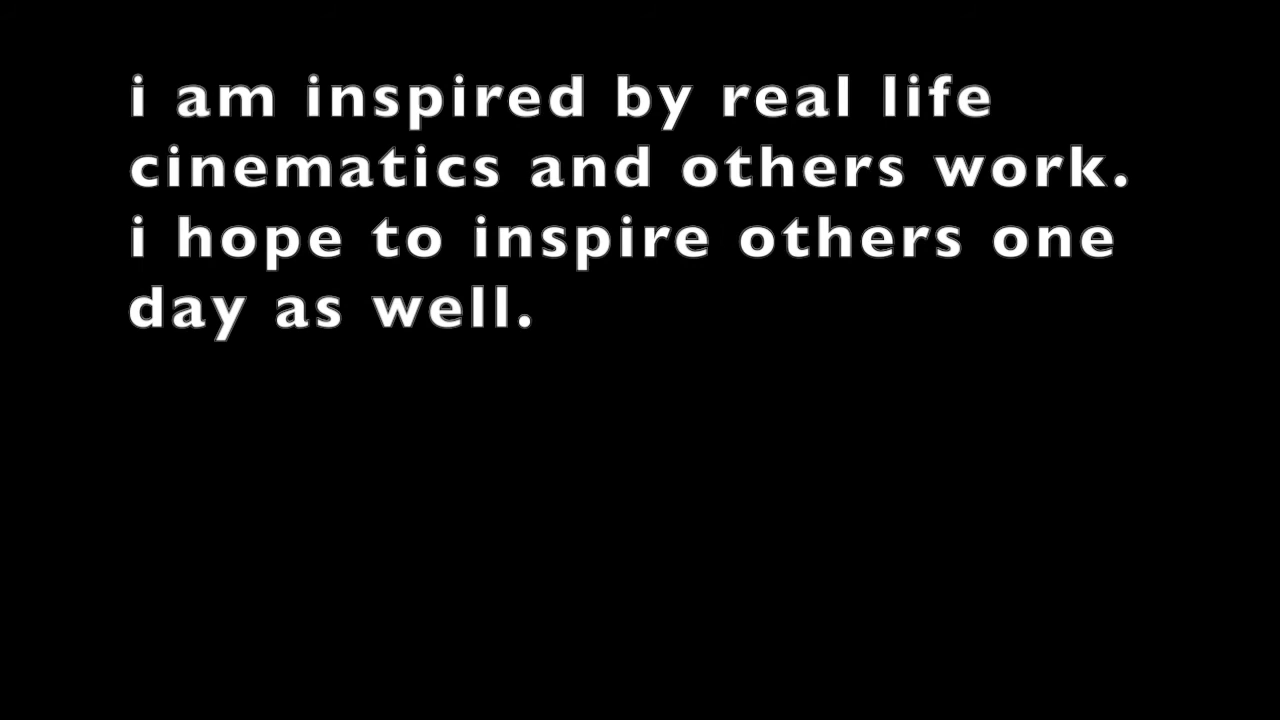 i am inspired by real life
cinematics and others work.
i hope to inspire others one
day as well.